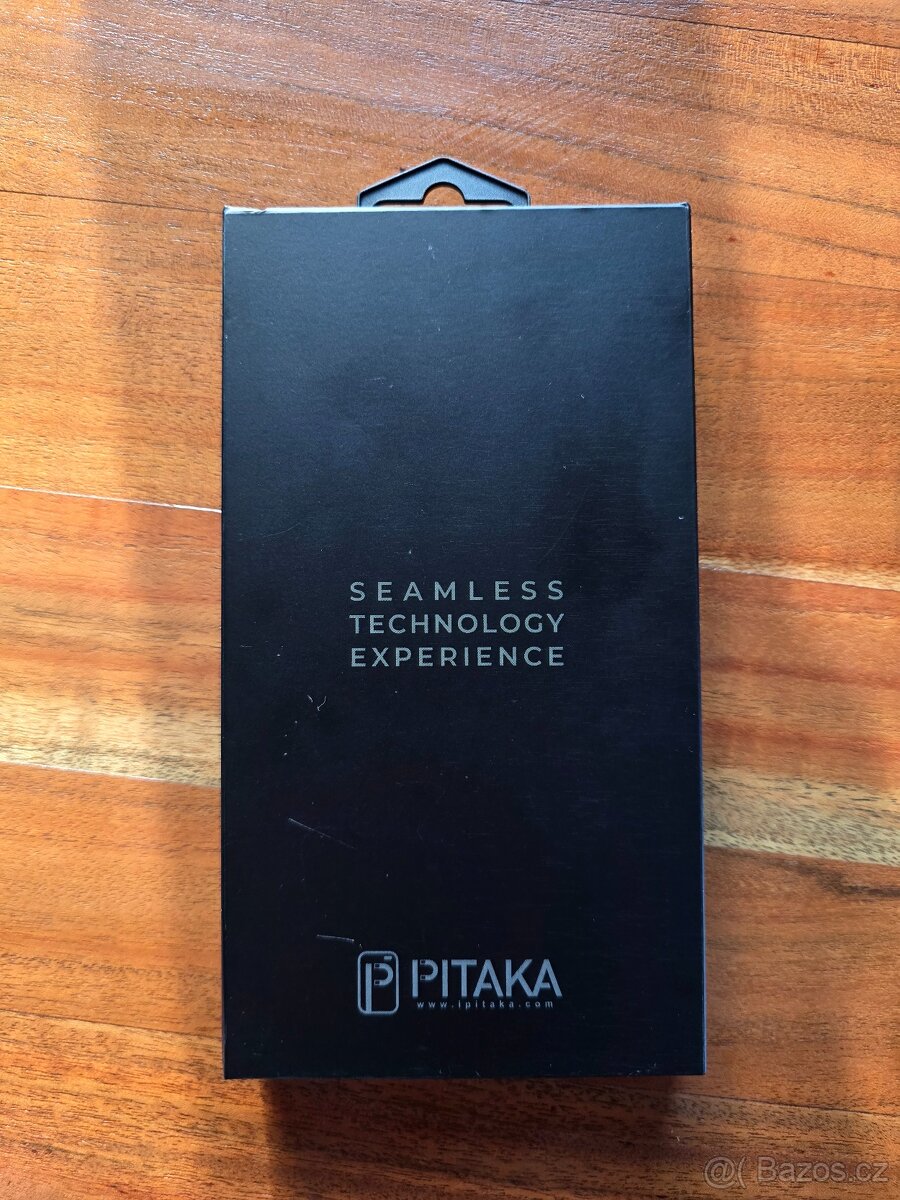 SEAMLESS
TECHNOLOGY
EXPERIENCE
P PITAKA
www.ipitaka.com
@( Bazos.cz